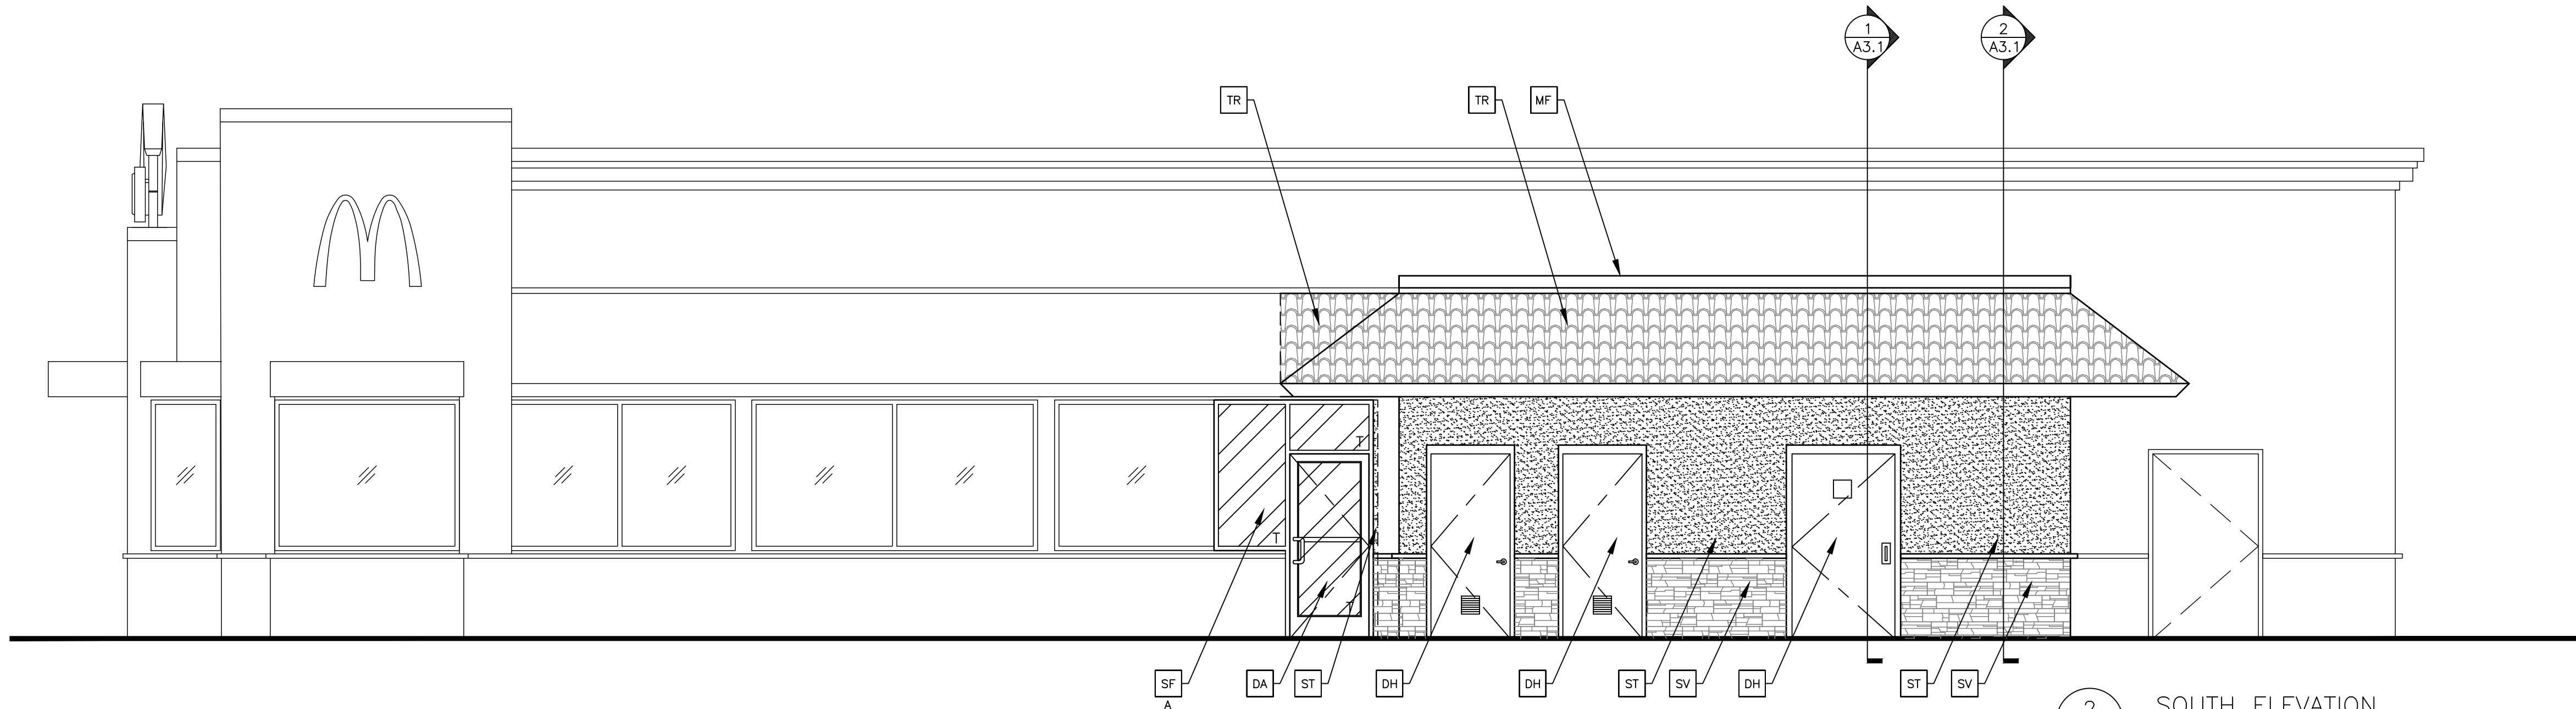 1
A3.1
2
A3.1
TR
TR
MF
T
T
T
SF
A
DA
ST
DH
DH
ST
SV
DH
ST
SV
2
SOUTH ELEVATION